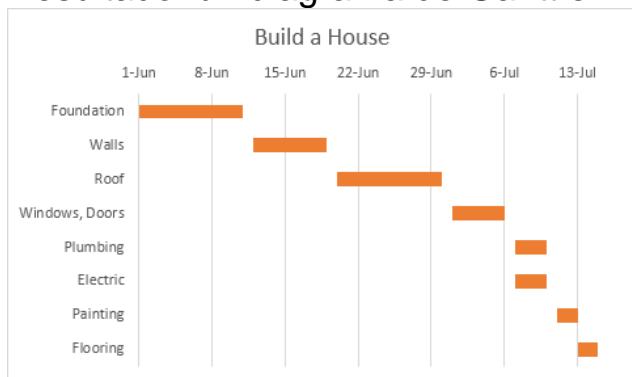 Build a House
1-Jun 8-Jun 15-Jun 22-Jun 29-Jun 6-Jul 13-Jul
Foundation
Walls
Roof
Windows, Doors
Plumbing
Electric
Painting
Flooring